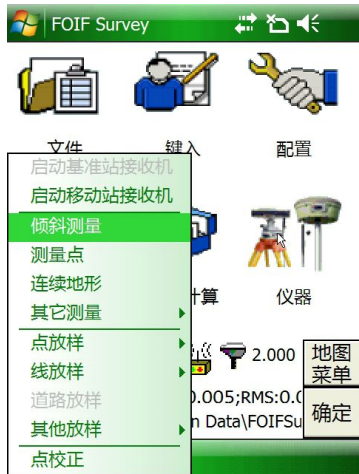 FOIF Survey
文件 键入 配置
启动基准站接收机
启动移动站接收机
倾斜测量
测量点
连续地形
其它测量
点放样
线放样
道路放样
其他放样
点校正
计算 仪器
2.000 地图
菜单
0.005;RMS:0.0
n Data\FOIFSu
确定